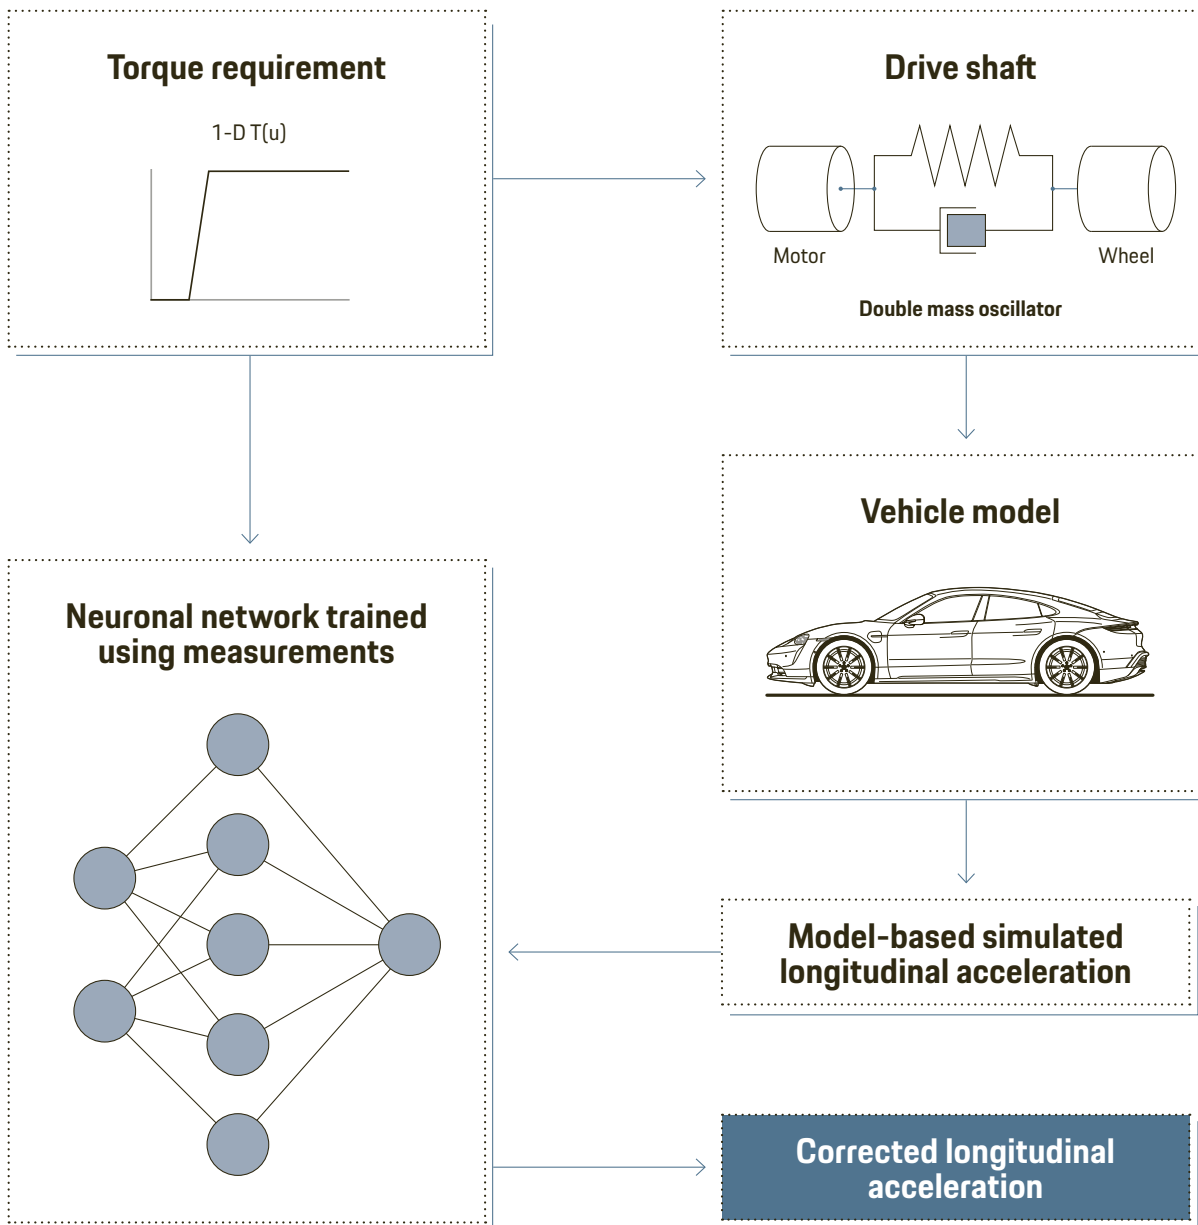 Torque requirement
1-D T(u)
Drive shaft
Motor
Wheel
Double mass oscillator
Vehicle model
Neuronal network trained
using measurements
Model-based simulated
longitudinal acceleration
Corrected longitudinal
acceleration